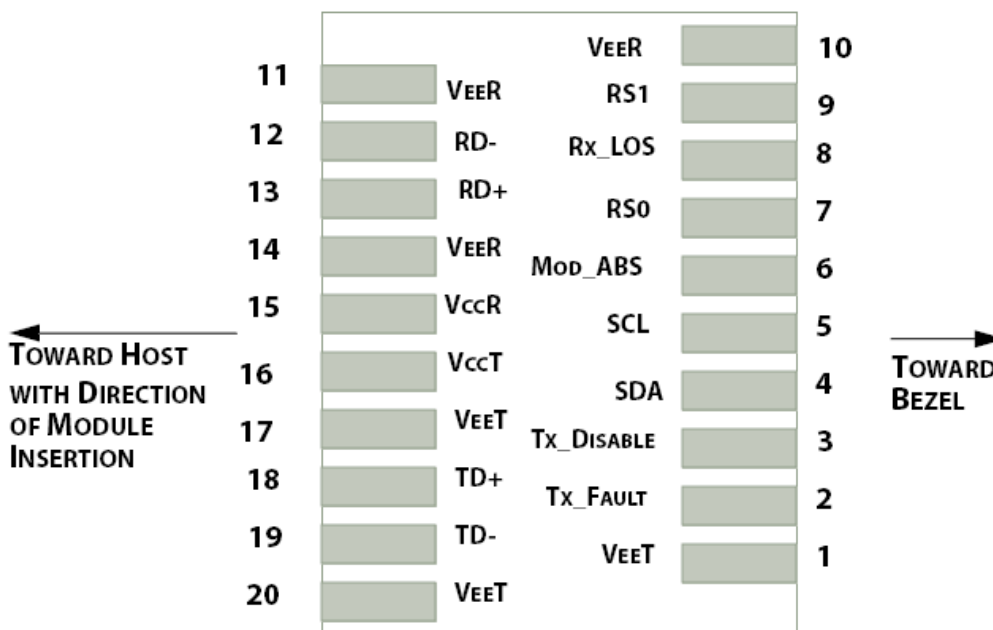 VEER 10
11 VEER
RS1 9
12 RD-
Rx_LOS 8
13 RD+
RS0 7
14 VEER
MOD_ABS 6
15 VCCR
SCL 5
TOWARD HOST
WITH DIRECTION
OF MODULE
INSERTION
TOWARD
BEZEL
16 VCCT
SDA 4
17 VEET
TX_DISABLE 3
18 TD+
TX_FAULT 2
19 TD-
VEET 1
20 VEET